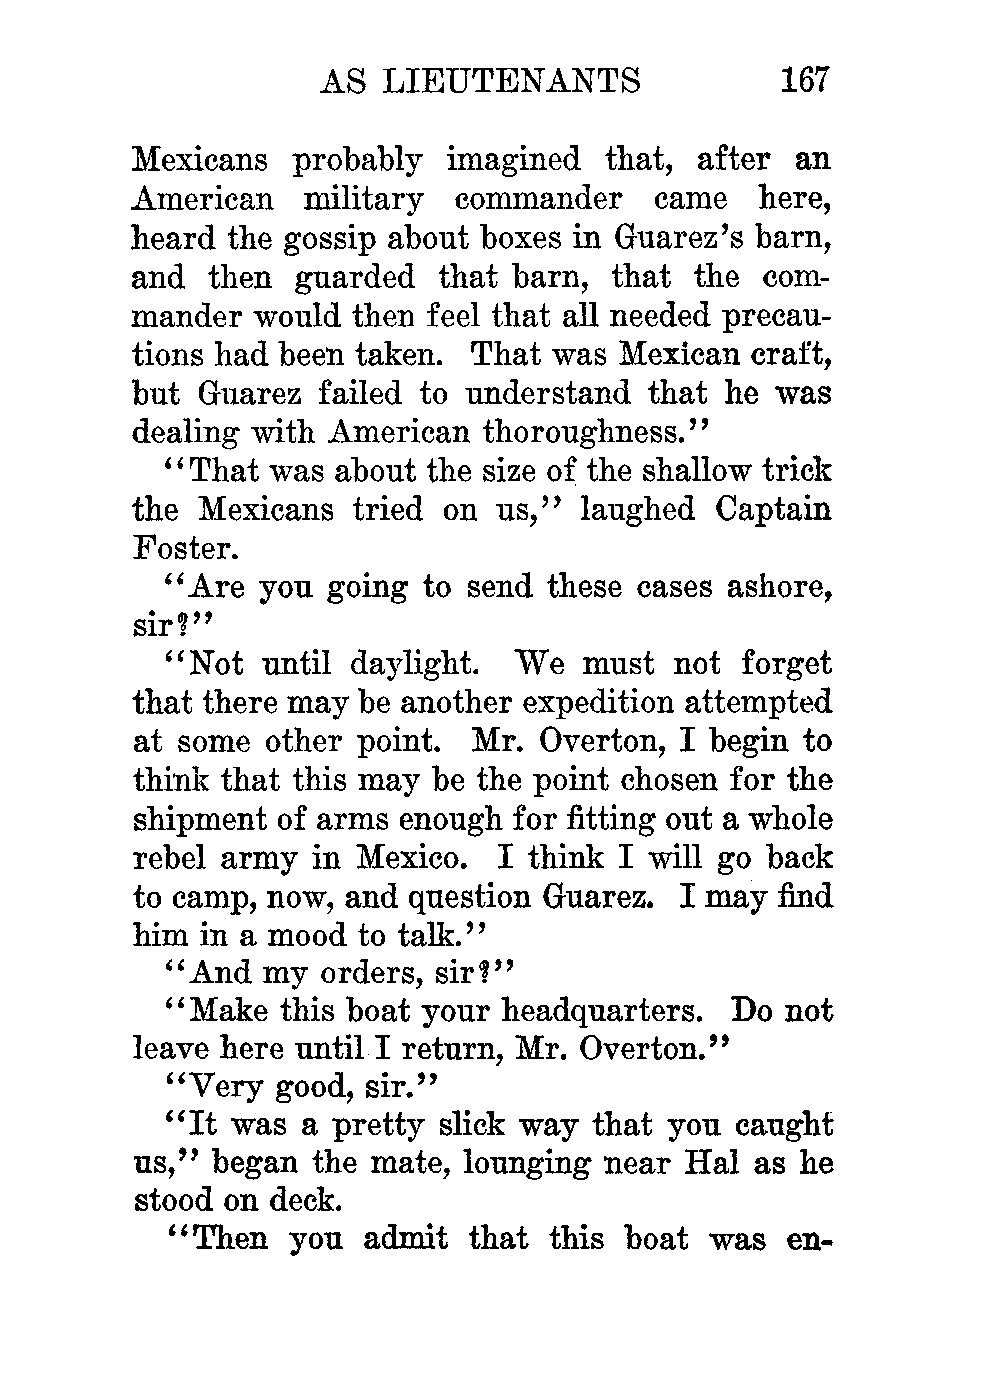 AS LIEUTENANTS 167
Mexicans probably imagined that, after an
American military commander came here,
heard the gossip about boxes in Guarez's barn,
and then guarded that barn, that the com-
mander would then feel that all needed precau-
tions had been taken. That was Mexican craft,
but Guarez failed to understand that he was
dealing with American thoroughness."
"That was about the size of the shallow trick
the Mexicans tried on us," laughed Captain
Foster.
"Are you going to send these cases ashore,
sir?"
"Not until daylight. We must not forget
that there may be another expedition attempted
at some other point. Mr. Overton, I begin to
think that this may be the point chosen for the
shipment of arms enough for fitting out a whole
rebel army in Mexico. I think I will go back
to camp, now, and question Guarez. I may find
him in a mood to talk."
"And my orders, sir?"
"Make this boat your headquarters. Do not
leave here until I return, Mr. Overton."
"Very good, sir."
"It was a pretty slick way that you caught
us," began the mate, lounging near Hal as he
stood on deck.
"Then you admit that this boat was en-